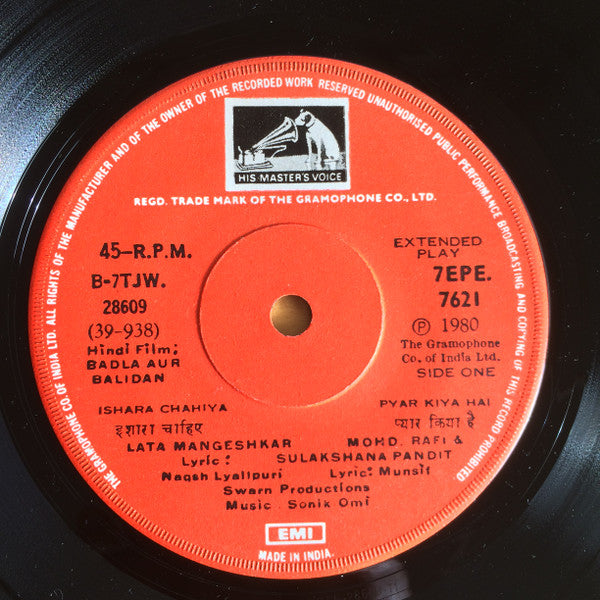 THE GRAMOPHONE CO. OF INDIA LTD. ALL RIGHTS OF THE MANUFACTURER AND OF THE OWNER OF THE RECORDED WORK RESERVED UNAUTHORISED PUBLIC PERFORMANCE BROADCASTING AND COPYING OF THIS RECORD PROHIBITED
HIS MASTER'S VOICE
REGD. TRADE MARK OF THE GRAMOPHONE CO., LTD.
45-R.P.M.
B-7TJW.
28609
(39-938)
Hindi Film;
BADLA AUR
BALIDAN
EXTENDED
PLAY
7EPE.
7621
Ⓟ 1980
The Gramophone
Co. of India Ltd.
SIDE ONE
ISHARA CHAHIYA
इशारा चाहिए
LATA MANGESHKAR
Lyric:
Naqsh Lyallpuri
PYAR KIYA HAI
प्यार किया है
MOHD. RAFI &
SULAKSHANA PANDIT
Lyric: Munsif
Swarn Productions
Music: Sonik Omi
EMI
MADE IN INDIA.